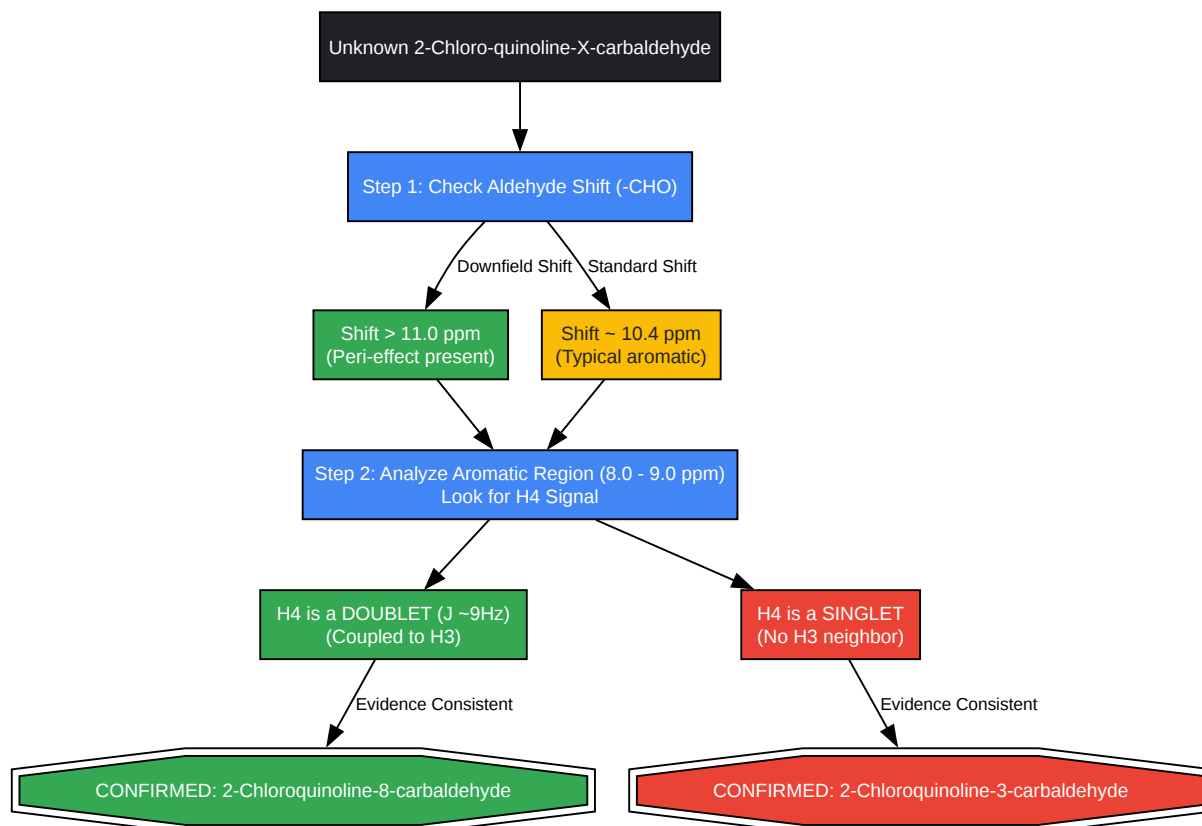 Unknown 2-Chloro-quinoline-X-carbaldehyde
Step 1: Check Aldehyde Shift (-CHO)
Downfield Shift
Standard Shift
Shift > 11.0 ppm
(Peri-effect present)
Shift ~ 10.4 ppm
(Typical aromatic)
Step 2: Analyze Aromatic Region (8.0 - 9.0 ppm)
Look for H4 Signal
H4 is a DOUBLET (J ~9Hz)
(Coupled to H3)
H4 is a SINGLET
(No H3 neighbor)
Evidence Consistent
Evidence Consistent
CONFIRMED: 2-Chloroquinoline-8-carbaldehyde
CONFIRMED: 2-Chloroquinoline-3-carbaldehyde